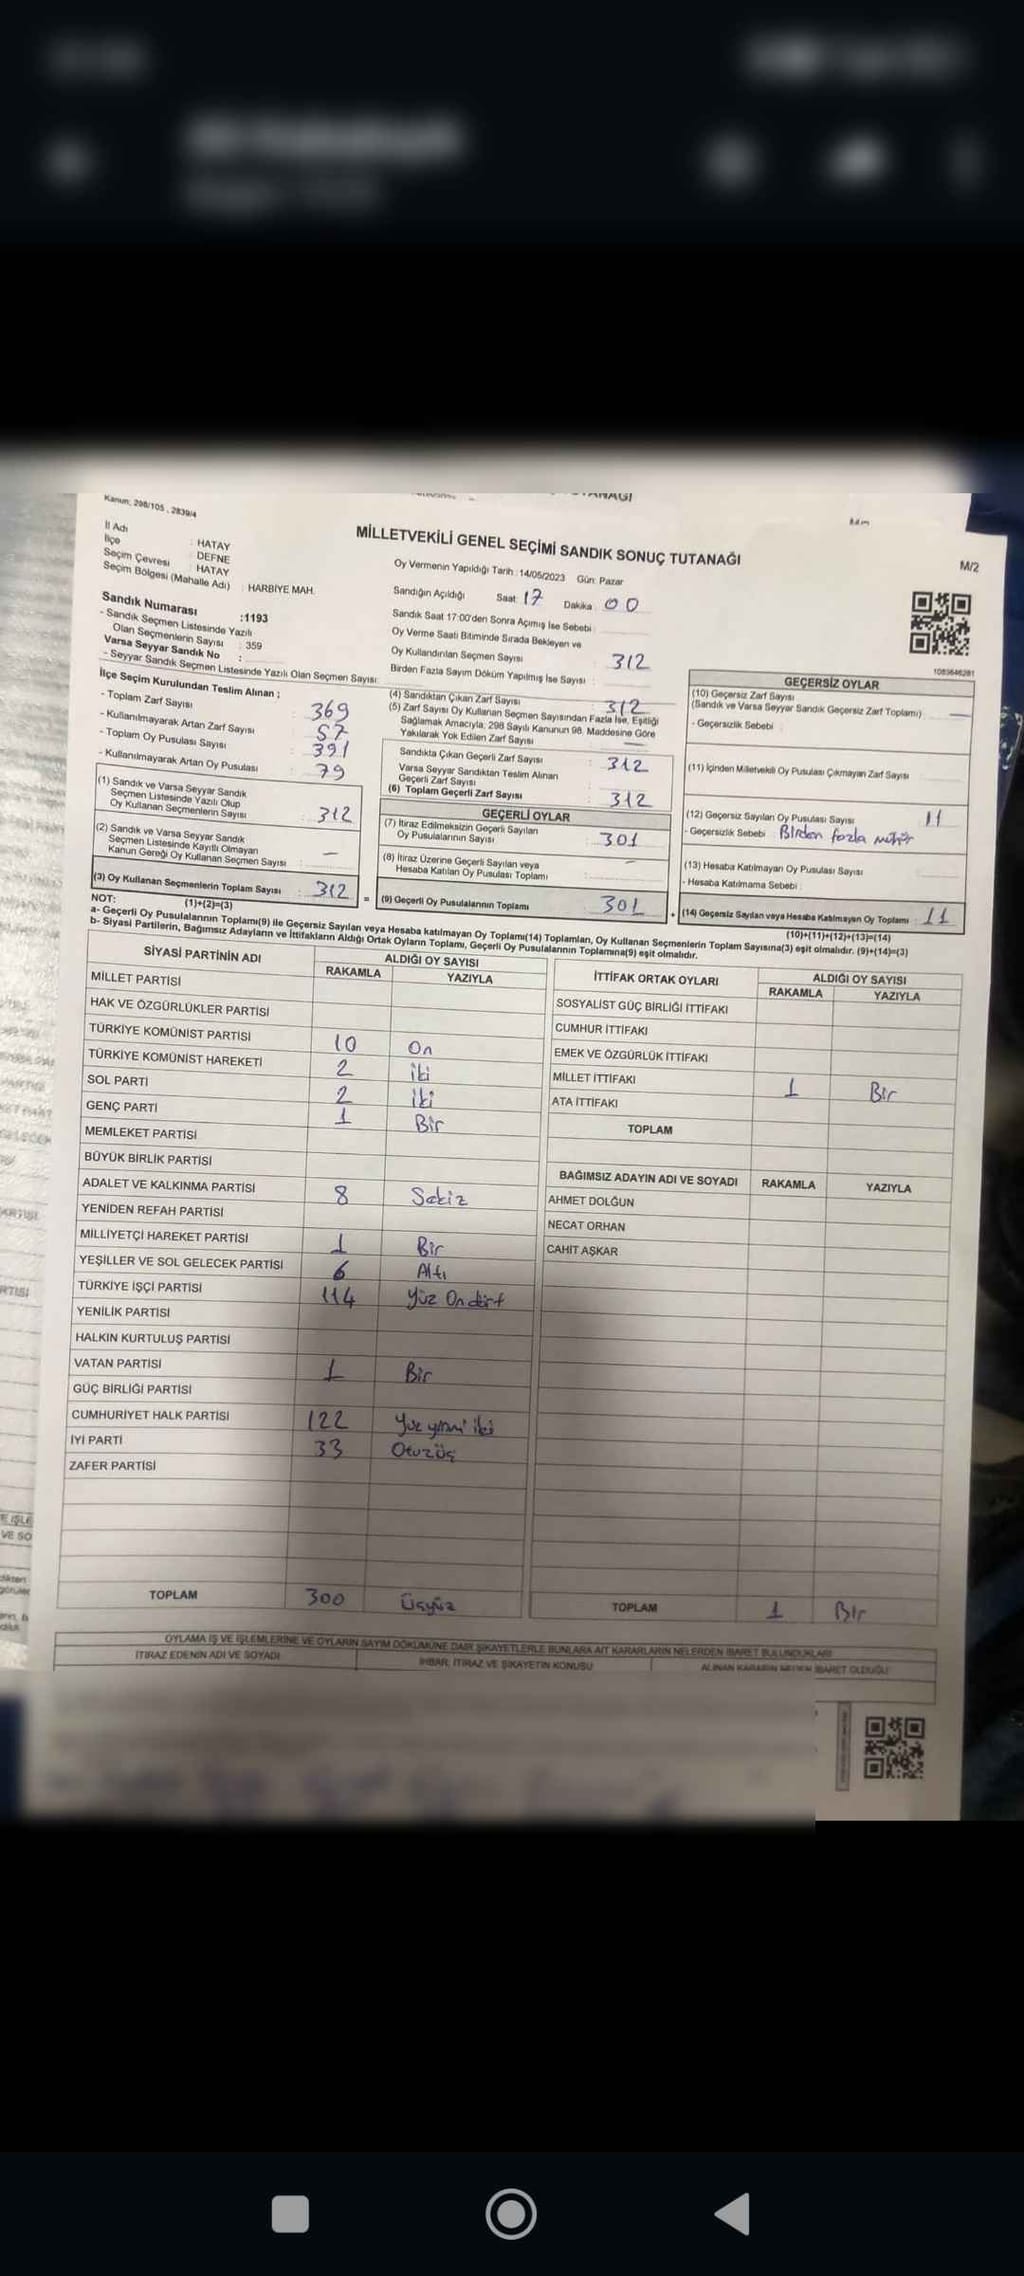 TUTANAĞI
Kanun: 298/105 , 2839/4
MİLLETVEKİLİ GENEL SEÇİMİ SANDIK SONUÇ TUTANAĞI
M/2
İl Adı : HATAY
İlçe : DEFNE
Seçim Çevresi : HATAY
Seçim Bölgesi (Mahalle Adı) : HARBİYE MAH.
Oy Vermenin Yapıldığı Tarih : 14/05/2023 Gün: Pazar
Sandığın Açıldığı Saat: 17 Dakika: 00
Sandık Saat 17:00'den Sonra Açımış İse Sebebi :
Oy Verme Saati Bitiminde Sırada Bekleyen ve
Oy Kullandırılan Seçmen Sayısı : 312
Birden Fazla Sayım Döküm Yapılmış İse Sayısı :
Sandık Numarası :1193
- Sandık Seçmen Listesinde Yazılı
Olan Seçmenlerin Sayısı : 359
Varsa Seyyar Sandık No :
- Seyyar Sandık Seçmen Listesinde Yazılı Olan Seçmen Sayısı:
1089646281
İlçe Seçim Kurulundan Teslim Alınan ;
- Toplam Zarf Sayısı : 369
- Kullanılmayarak Artan Zarf Sayısı : 57
- Toplam Oy Pusulası Sayısı : 391
- Kullanılmayarak Artan Oy Pusulası : 79
(1) Sandık ve Varsa Seyyar Sandık
Seçmen Listesinde Yazılı Olup
Oy Kullanan Seçmenlerin Sayısı : 312
(2) Sandık ve Varsa Seyyar Sandık
Seçmen Listesinde Kayıtlı Olmayan
Kanun Gereği Oy Kullanan Seçmen Sayısı : —
(3) Oy Kullanan Seçmenlerin Toplam Sayısı : 312
(1)+(2)=(3)
(4) Sandıktan Çıkan Zarf Sayısı : 312
(5) Zarf Sayısı Oy Kullanan Seçmen Sayısından Fazla İse, Eşitliği
Sağlamak Amacıyla; 298 Sayılı Kanunun 98. Maddesine Göre
Yakılarak Yok Edilen Zarf Sayısı : —
Sandıkta Çıkan Geçerli Zarf Sayısı : 312
Varsa Seyyar Sandıktan Teslim Alınan
Geçerli Zarf Sayısı :
(6) Toplam Geçerli Zarf Sayısı : 312
GEÇERLİ OYLAR
(7) İtiraz Edilmeksizin Geçerli Sayılan
Oy Pusulalarının Sayısı : 301
(8) İtiraz Üzerine Geçerli Sayılan veya
Hesaba Katılan Oy Pusulası Toplamı : —
= (9) Geçerli Oy Pusulalarının Toplamı 301
GEÇERSİZ OYLAR
(10) Geçersiz Zarf Sayısı
(Sandık ve Varsa Seyyar Sandık Geçersiz Zarf Toplamı) —
- Geçersizlik Sebebi :
(11) İçinden Milletvekili Oy Pusulası Çıkmayan Zarf Sayısı
(12) Geçersiz Sayılan Oy Pusulası Sayısı : 11
- Geçersizlik Sebebi : Birden fazla mühür
(13) Hesaba Katılmayan Oy Pusulası Sayısı
- Hesaba Katılmama Sebebi :
+ (14) Geçersiz Sayılan veya Hesaba Katılmayan Oy Toplamı : 11
(10)+(11)+(12)+(13)=(14)
NOT:
a- Geçerli Oy Pusulalarının Toplamı(9) ile Geçersiz Sayılan veya Hesaba katılmayan Oy Toplamı(14) Toplamları, Oy Kullanan Seçmenlerin Toplam Sayısına(3) eşit olmalıdır. (9)+(14)=(3)
b- Siyasi Partilerin, Bağımsız Adayların ve İttifakların Aldığı Ortak Oyların Toplamı, Geçerli Oy Pusulalarının Toplamına(9) eşit olmalıdır.
SİYASİ PARTİNİN ADI ALDIĞI OY SAYISI
RAKAMLA YAZIYLA
MİLLET PARTİSİ
HAK VE ÖZGÜRLÜKLER PARTİSİ
TÜRKİYE KOMÜNİST PARTİSİ 10 On
TÜRKİYE KOMÜNİST HAREKETİ 2 iki
SOL PARTİ 2 iki
GENÇ PARTİ 1 Bir
MEMLEKET PARTİSİ
BÜYÜK BİRLİK PARTİSİ
ADALET VE KALKINMA PARTİSİ 8 Sekiz
YENİDEN REFAH PARTİSİ
MİLLİYETÇİ HAREKET PARTİSİ 1 Bir
YEŞİLLER VE SOL GELECEK PARTİSİ 6 Altı
TÜRKİYE İŞÇİ PARTİSİ 114 Yüz On dört
YENİLİK PARTİSİ
HALKIN KURTULUŞ PARTİSİ
VATAN PARTİSİ 1 Bir
GÜÇ BİRLİĞİ PARTİSİ
CUMHURİYET HALK PARTİSİ 122 Yüz yirmi iki
İYİ PARTİ 33 Otuzüç
ZAFER PARTİSİ
TOPLAM 300 Üçyüz
İTTİFAK ORTAK OYLARI ALDIĞI OY SAYISI
RAKAMLA YAZIYLA
SOSYALİST GÜÇ BİRLİĞİ İTTİFAKI
CUMHUR İTTİFAKI
EMEK VE ÖZGÜRLÜK İTTİFAKI
MİLLET İTTİFAKI 1 Bir
ATA İTTİFAKI
TOPLAM
BAĞIMSIZ ADAYIN ADI VE SOYADI RAKAMLA YAZIYLA
AHMET DOLĞUN
NECAT ORHAN
CAHİT AŞKAR
TOPLAM 1 Bir
OYLAMA İŞ VE İŞLEMLERİNE VE OYLARIN SAYIM DÖKÜMÜNE DAİR ŞİKAYETLERLE BUNLARA AİT KARARLARIN NELERDEN İBARET BULUNDUKLARI
İTİRAZ EDENİN ADI VE SOYADI İHBAR, İTİRAZ VE ŞİKAYETİN KONUSU ALINAN KARARIN NEDEN İBARET OLDUĞU